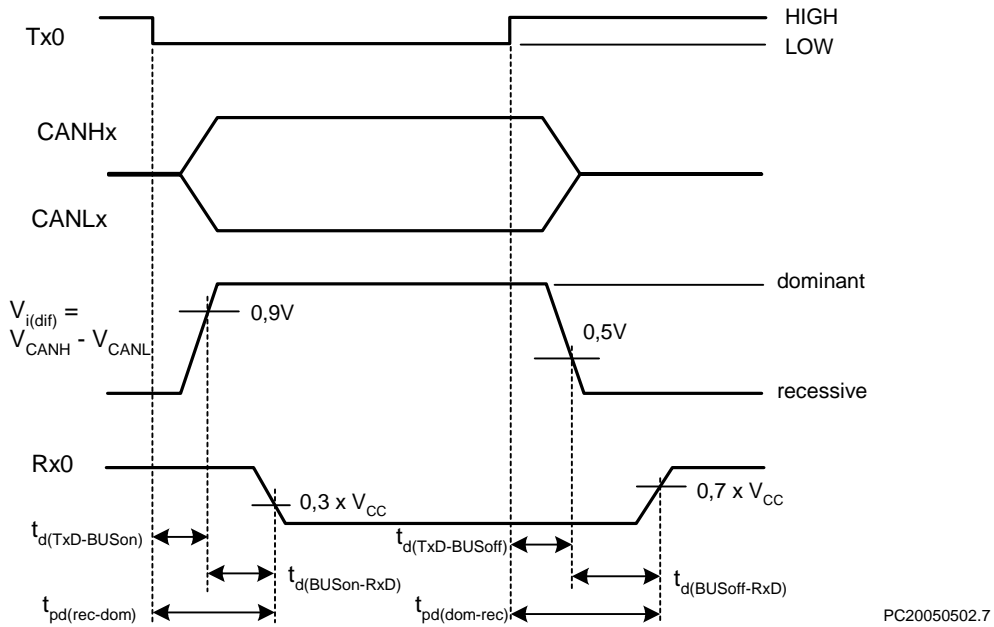 Tx0
HIGH
LOW
CANHx
CANLx
dominant
V_i(dif) =
V_CANH - V_CANL
0,9V
0,5V
recessive
Rx0
0,3 x V_CC
0,7 x V_CC
t_d(TxD-BUSon)
t_d(TxD-BUSoff)
t_d(BUSon-RxD)
t_d(BUSoff-RxD)
t_pd(rec-dom)
t_pd(dom-rec)
PC20050502.7